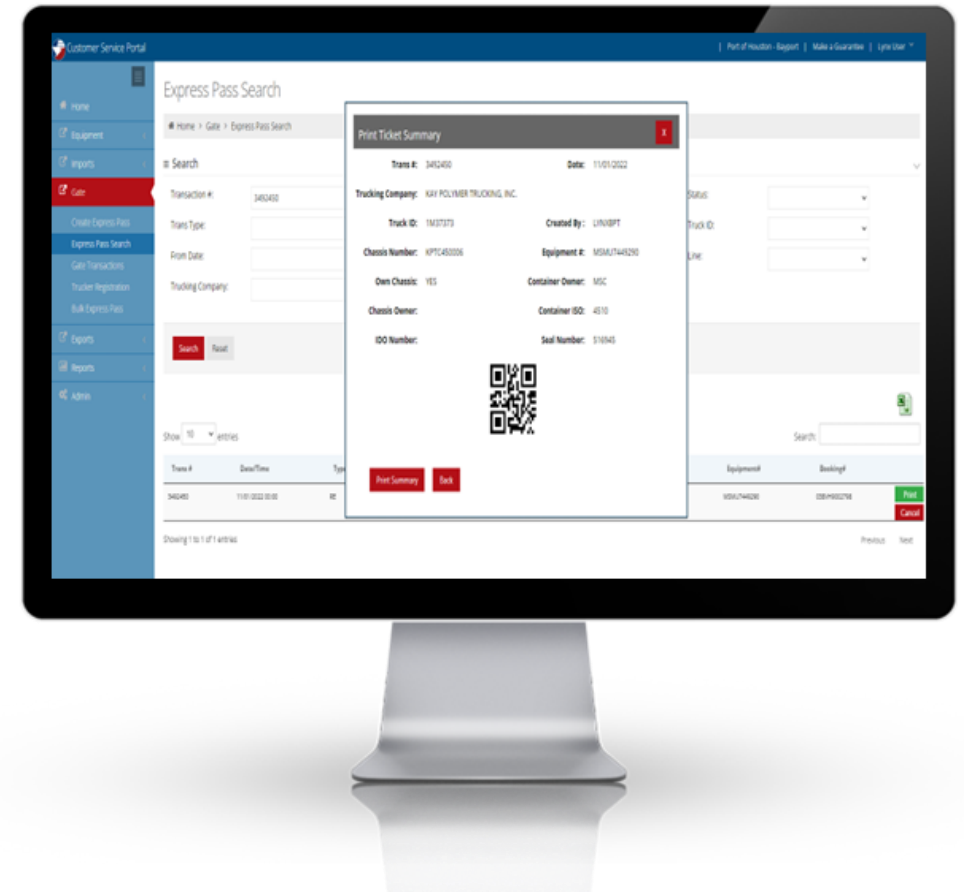 Customer Service Portal
| Port of Houston - Bayport | Make a Guarantee | Lynx User
Home
Equipment
Imports
Gate
Create Express Pass
Express Pass Search
Gate Transactions
Trucker Registration
Bulk Express Pass
Exports
Reports
Admin
Express Pass Search
Home > Gate > Express Pass Search
Search
Transaction #: 3492450
Trans Type:
From Date:
Trucking Company:
Status:
Truck ID:
Line:
Search Reset
Print Ticket Summary X
Trans #: 3492450 Date: 11/01/2022
Trucking Company: KAY POLYMER TRUCKING, INC.
Truck ID: 1M37373 Created By : LYNXBPT
Chassis Number: KPTC450006 Equipment #: MSMU7449290
Own Chassis: YES Container Owner: MSC
Chassis Owner: Container ISO: 4510
IDO Number: Seal Number: 516945
Print Summary Back
Show 10 entries
Search:
Trans # Date/Time Type Equipment# Booking#
3492450 11/01/2022 00:00 RE MSMU7449290
Print
Cancel
Showing 1 to 1 of 1 entries
Previous Next